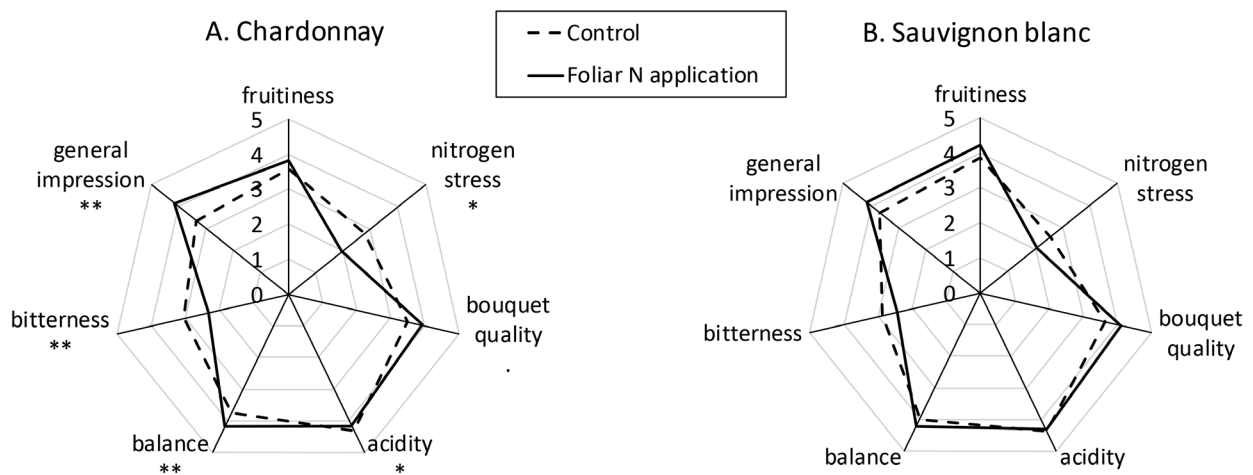 A. Chardonnay
Control
Foliar N application
B. Sauvignon blanc
fruitiness
5
4
3
2
1
0
nitrogen
stress
*
bouquet
quality
.
acidity
*
balance
**
bitterness
**
general
impression
**
fruitiness
5
4
3
2
1
0
nitrogen
stress
bouquet
quality
acidity
balance
bitterness
general
impression